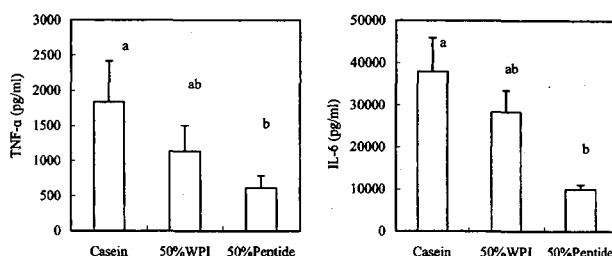 3000
2500
2000
1500
1000
500
0
TNF-α (pg/ml)
a
ab
b
Casein 50%WPI 50%Peptide
50000
40000
30000
20000
10000
0
IL-6 (pg/ml)
a
ab
b
Casein 50%WPI 50%Peptide